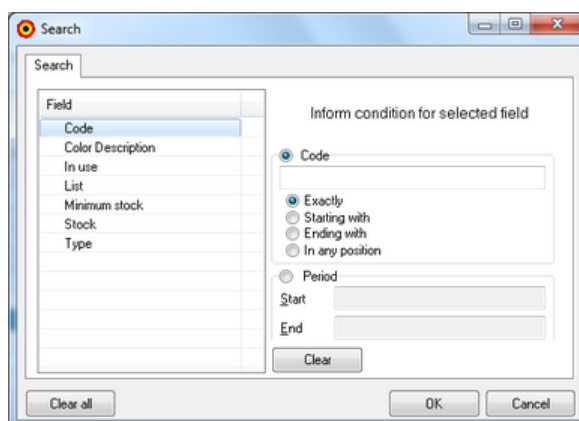 Search
Search
Field
Code
Color Description
In use
List
Minimum stock
Stock
Type
Inform condition for selected field
Code
Exactly
Starting with
Ending with
In any position
Period
Start
End
Clear
Clear all
OK
Cancel